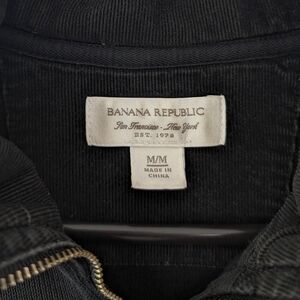 BANANA REPUBLIC
San Francisco - New York
EST. 1978
M/M
MADE IN
CHINA